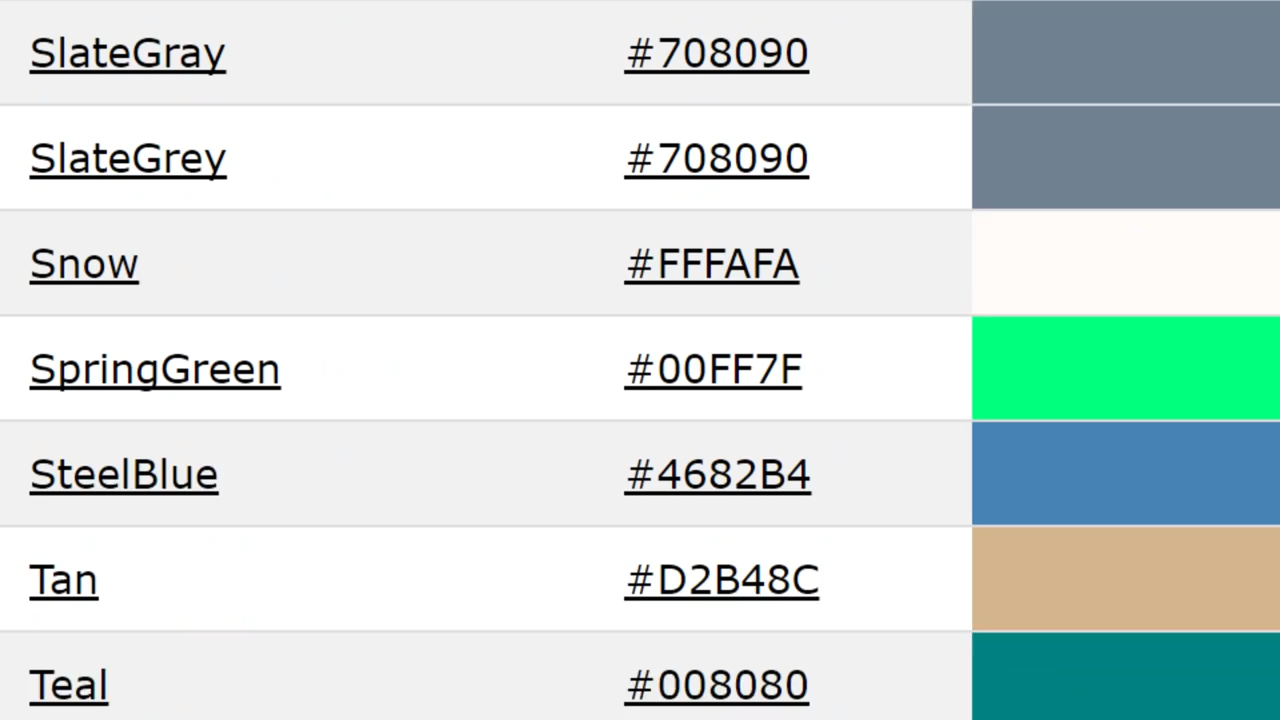 SlateGray #708090
SlateGrey #708090
Snow #FFFAFA
SpringGreen #00FF7F
SteelBlue #4682B4
Tan #D2B48C
Teal #008080